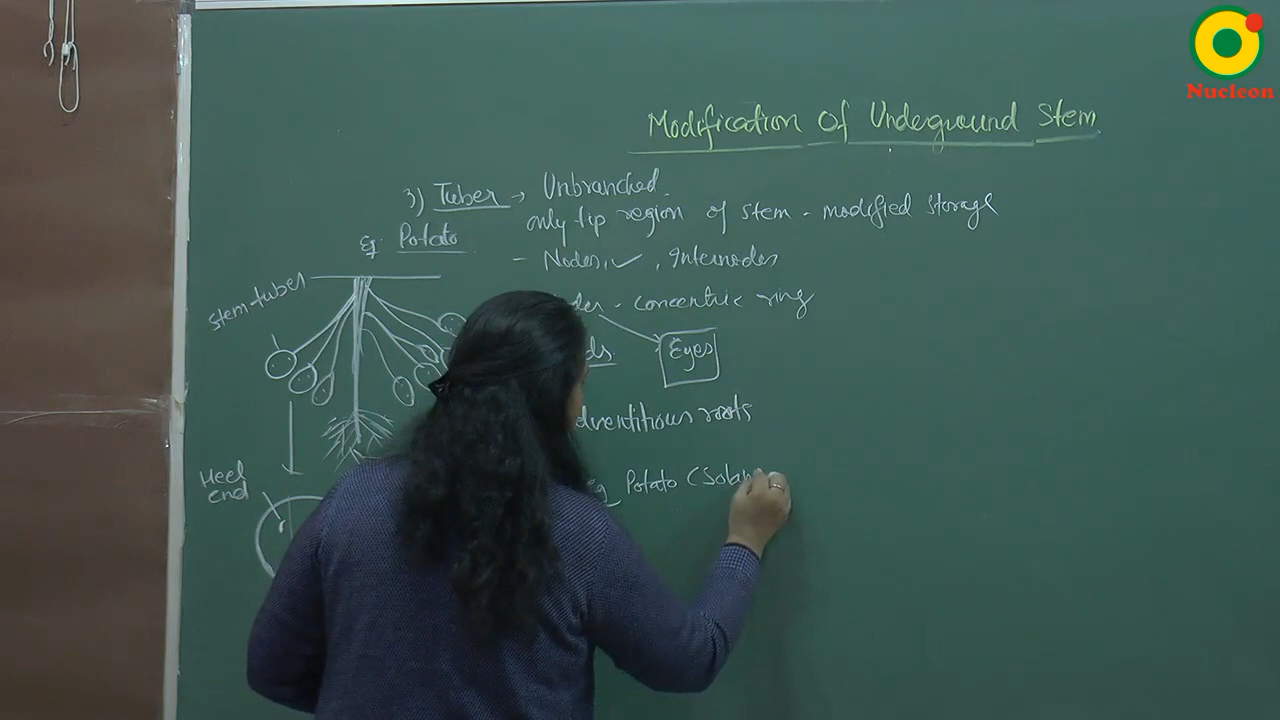 Nucleon
Modification Of Underground Stem
3) Tuber → Unbranched
only tip region of stem - modified storage
Eg. Potato
- Nodes, ✓, Internodes
stem-tuber
concentric ring
Eyes
roots
Heel
end
Eg Potato (Solan